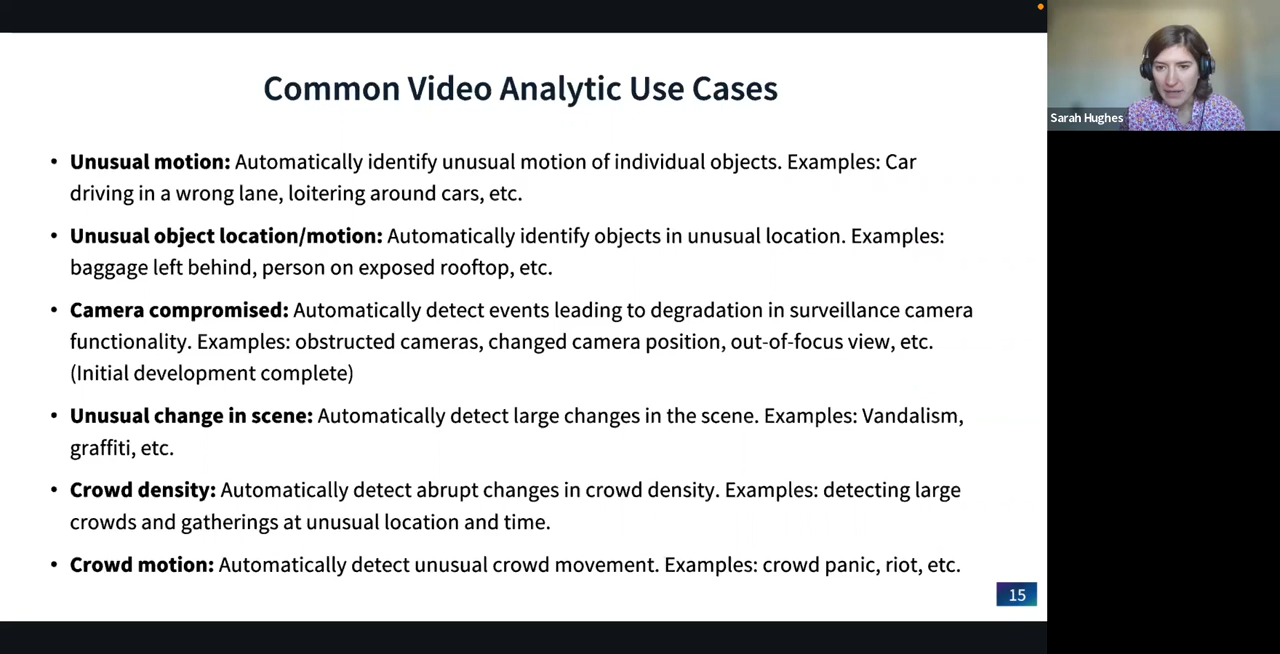 Common Video Analytic Use Cases
• Unusual motion: Automatically identify unusual motion of individual objects. Examples: Car
driving in a wrong lane, loitering around cars, etc.
• Unusual object location/motion: Automatically identify objects in unusual location. Examples:
baggage left behind, person on exposed rooftop, etc.
• Camera compromised: Automatically detect events leading to degradation in surveillance camera
functionality. Examples: obstructed cameras, changed camera position, out-of-focus view, etc.
(Initial development complete)
• Unusual change in scene: Automatically detect large changes in the scene. Examples: Vandalism,
graffiti, etc.
• Crowd density: Automatically detect abrupt changes in crowd density. Examples: detecting large
crowds and gatherings at unusual location and time.
• Crowd motion: Automatically detect unusual crowd movement. Examples: crowd panic, riot, etc.
15
Sarah Hughes